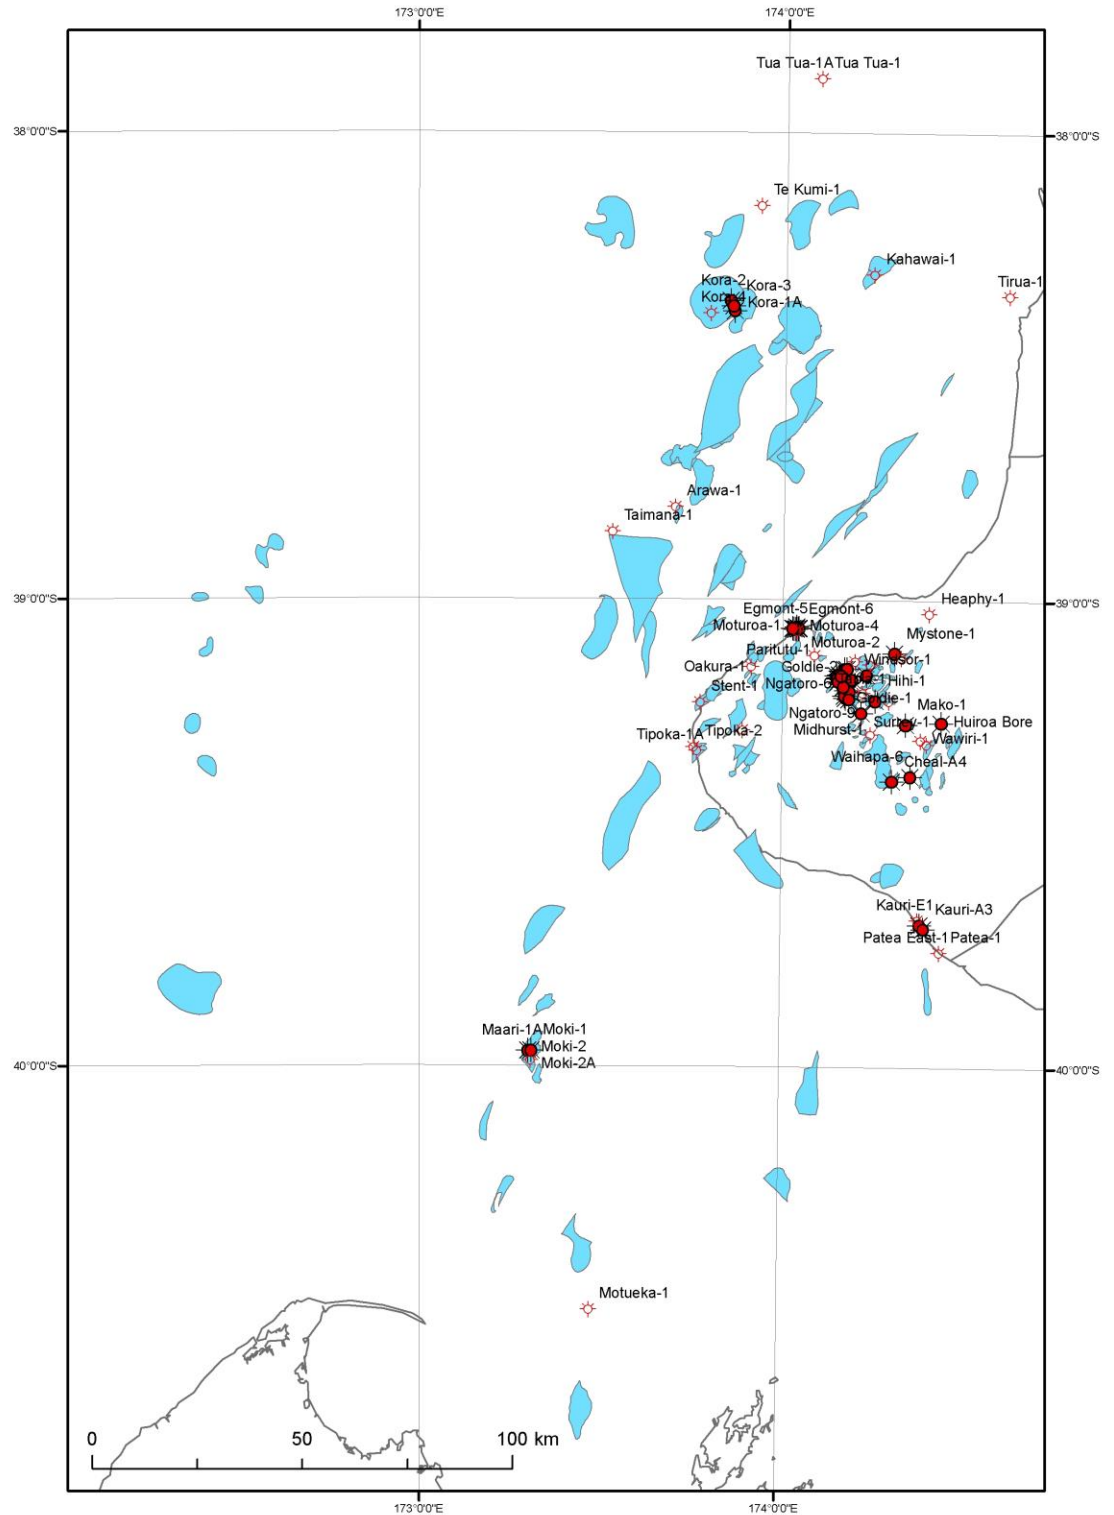 173°0'0"E 174°0'0"E
Tua Tua-1A Tua Tua-1
38°0'0"S 38°0'0"S
Te Kumi-1
Kahawai-1
Kora-2 Kora-3
Tirua-1
Kora-4 Kora-1A
Arawa-1
Taimana-1
39°0'0"S 39°0'0"S
Heaphy-1
Egmont-5 Egmont-6
Moturoa-1 Moturoa-4
Mystone-1
Paritutu-1 Moturoa-2
Oakura-1 Goldie-2 Windsor-1
Stent-1 Ngatoro-6 Hihi-1
Goldie-1
Mako-1
Ngatoro-9 Surrey-1 Huiroa Bore
Tipoka-1A Tipoka-2 Midhurst-1
Wawiri-1
Waihapa-6 Cheal-A4
Kauri-E1 Kauri-A3
Patea East-1 Patea-1
Maari-1A Moki-1
Moki-2
Moki-2A
40°0'0"S 40°0'0"S
Motueka-1
0 50 100 km
173°0'0"E 174°0'0"E